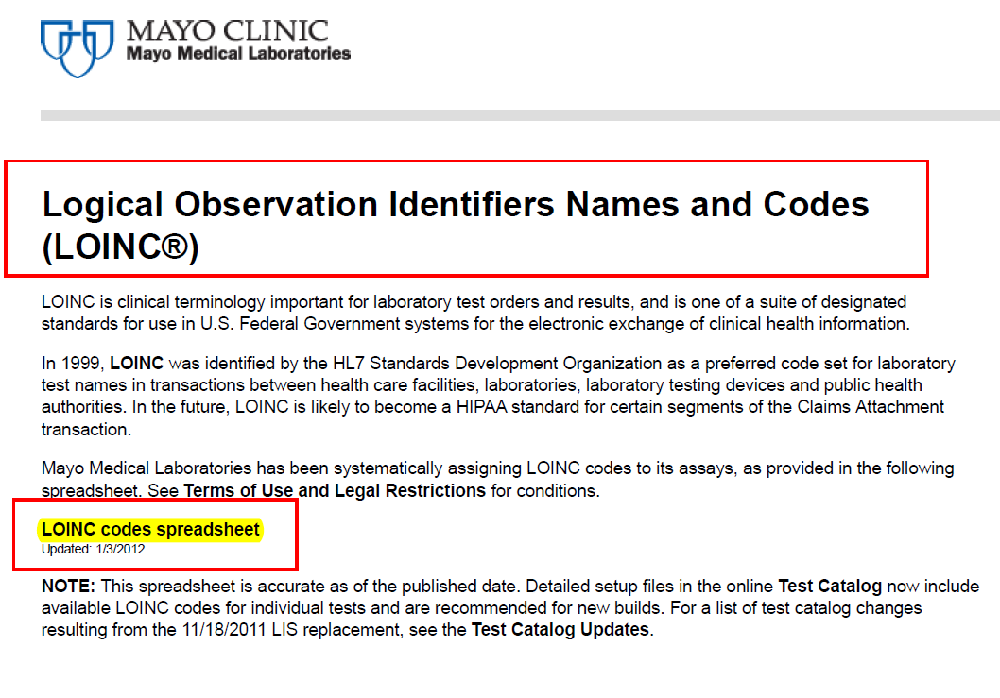 MAYO CLINIC
Mayo Medical Laboratories
Logical Observation Identifiers Names and Codes
(LOINC®)
LOINC is clinical terminology important for laboratory test orders and results, and is one of a suite of designated
standards for use in U.S. Federal Government systems for the electronic exchange of clinical health information.
In 1999, LOINC was identified by the HL7 Standards Development Organization as a preferred code set for laboratory
test names in transactions between health care facilities, laboratories, laboratory testing devices and public health
authorities. In the future, LOINC is likely to become a HIPAA standard for certain segments of the Claims Attachment
transaction.
Mayo Medical Laboratories has been systematically assigning LOINC codes to its assays, as provided in the following
spreadsheet. See Terms of Use and Legal Restrictions for conditions.
LOINC codes spreadsheet
Updated: 1/3/2012
NOTE: This spreadsheet is accurate as of the published date. Detailed setup files in the online Test Catalog now include
available LOINC codes for individual tests and are recommended for new builds. For a list of test catalog changes
resulting from the 11/18/2011 LIS replacement, see the Test Catalog Updates.